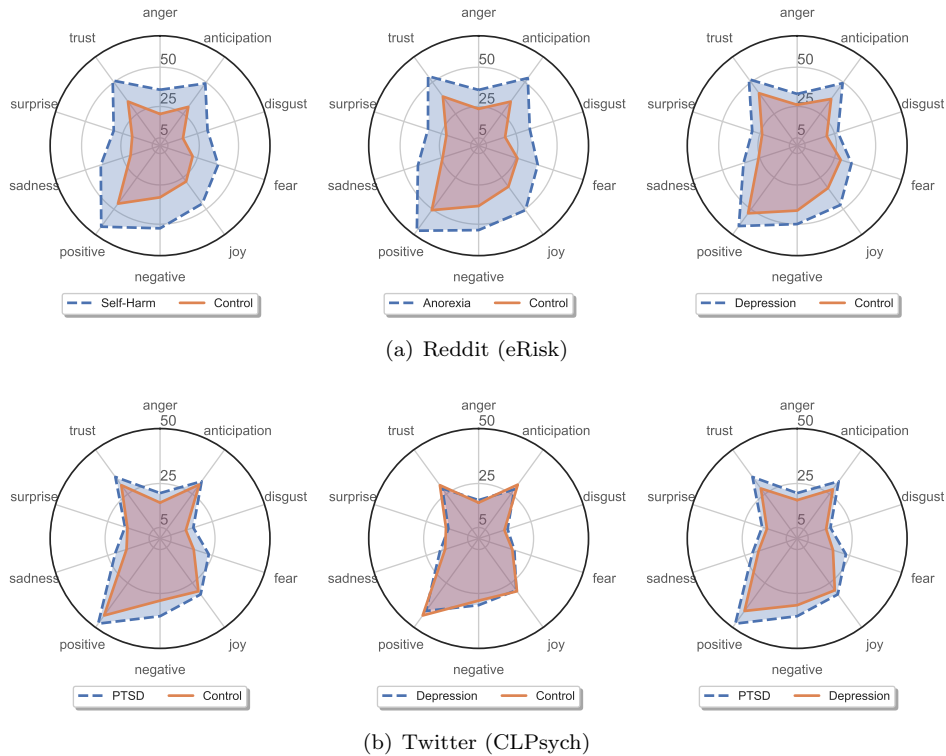 anger anger anger
trust anticipation trust anticipation trust anticipation
50 50 50
surprise 25 disgust surprise 25 disgust surprise 25 disgust
5 5 5
sadness fear sadness fear sadness fear
positive joy positive joy positive joy
negative negative negative
Self-Harm Control Anorexia Control Depression Control
(a) Reddit (eRisk)
anger anger anger
50 50 50
trust anticipation trust anticipation trust anticipation
25 25 25
surprise disgust surprise disgust surprise disgust
5 5 5
sadness fear sadness fear sadness fear
positive joy positive joy positive joy
negative negative negative
PTSD Control Depression Control PTSD Depression
(b) Twitter (CLPsych)